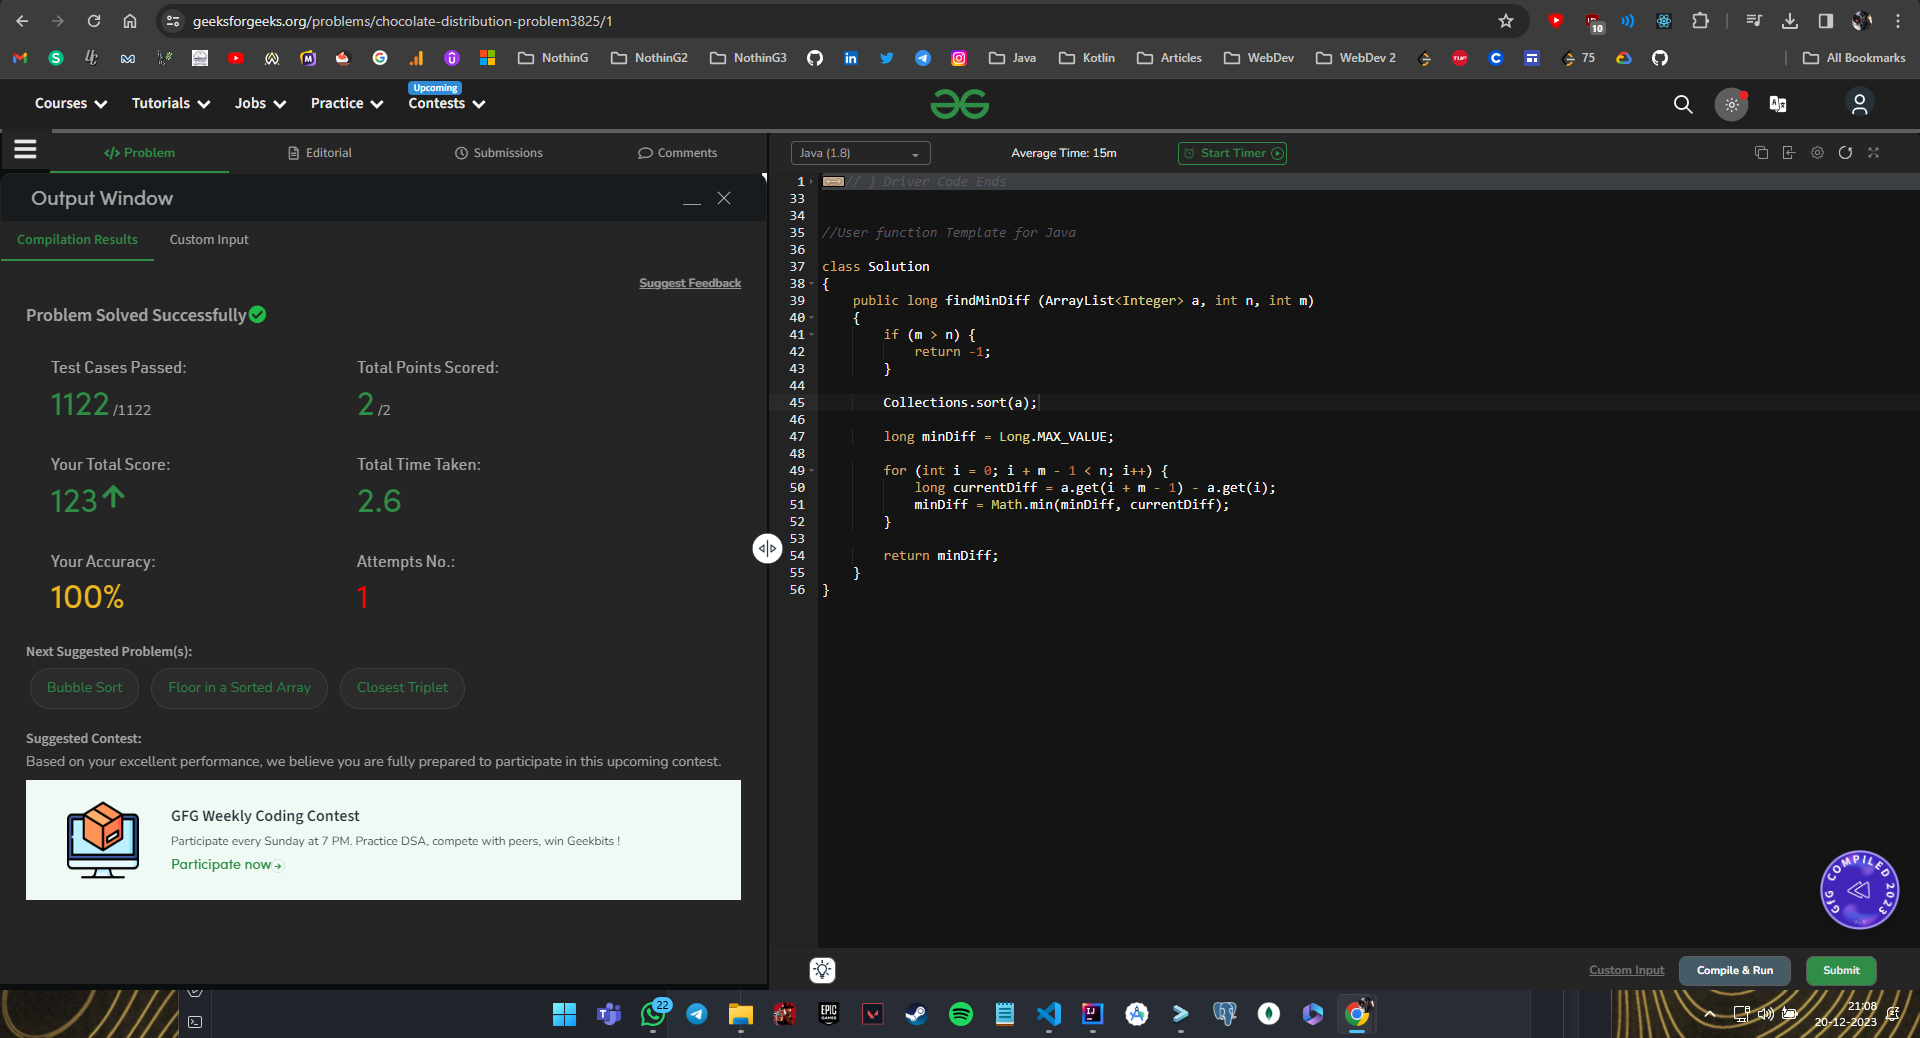 geeksforgeeks.org/problems/chocolate-distribution-problem3825/1
10
NothinG
NothinG2
NothinG3
Java
Kotlin
Articles
WebDev
WebDev 2
75
All Bookmarks
Courses
Tutorials
Jobs
Practice
Upcoming
Contests
Problem
Editorial
Submissions
Comments
Java (1.8)
Average Time: 15m
Start Timer
Output Window
Compilation Results
Custom Input
Suggest Feedback
Problem Solved Successfully
Test Cases Passed:
1122 /1122
Total Points Scored:
2 /2
Your Total Score:
123
Total Time Taken:
2.6
Your Accuracy:
100%
Attempts No.:
1
Next Suggested Problem(s):
Bubble Sort
Floor in a Sorted Array
Closest Triplet
Suggested Contest:
Based on your excellent performance, we believe you are fully prepared to participate in this upcoming contest.
GFG Weekly Coding Contest
Participate every Sunday at 7 PM. Practice DSA, compete with peers, win Geekbits !
Participate now
1 // } Driver Code Ends
33
34
35 //User function Template for Java
36
37 class Solution
38 {
39 public long findMinDiff (ArrayList<Integer> a, int n, int m)
40 {
41 if (m > n) {
42 return -1;
43 }
44
45 Collections.sort(a);
46
47 long minDiff = Long.MAX_VALUE;
48
49 for (int i = 0; i + m - 1 < n; i++) {
50 long currentDiff = a.get(i + m - 1) - a.get(i);
51 minDiff = Math.min(minDiff, currentDiff);
52 }
53
54 return minDiff;
55 }
56 }
GfG COMPILED 2023
Custom Input
Compile & Run
Submit
22
EPIC GAMES
21:08
20-12-2023